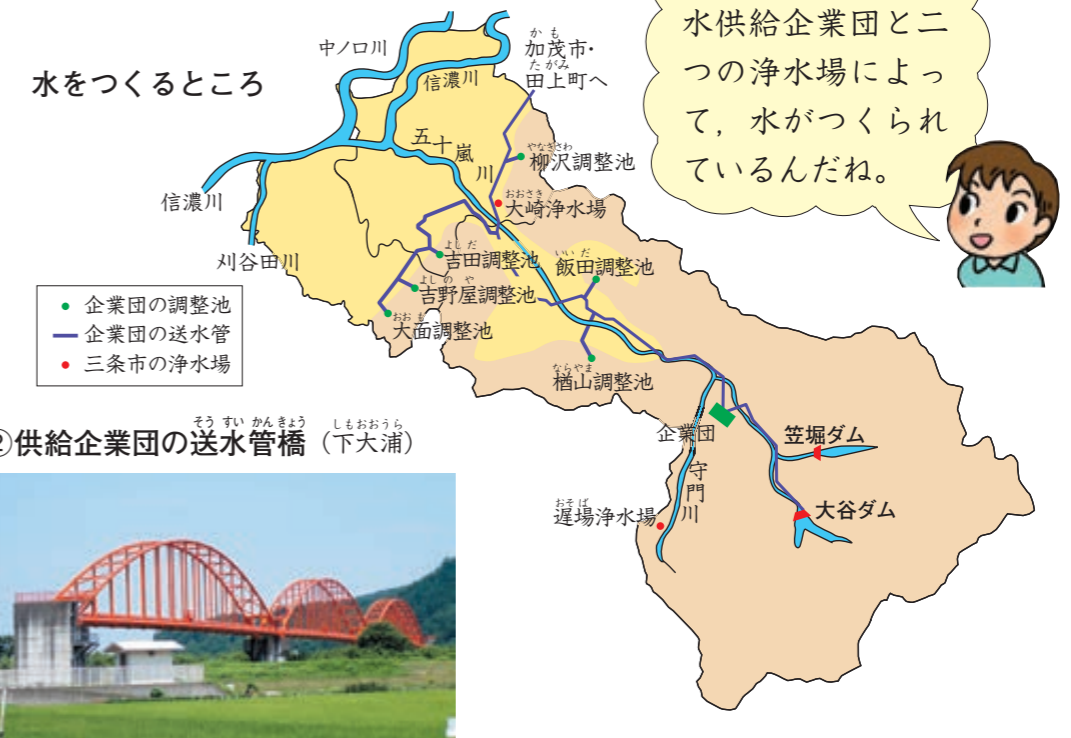 水をつくるところ
中ノロ川
信濃川
五十嵐川
信濃川
刈谷田川
かも
加茂市・
たがみ
田上町へ
やなぎさわ
柳沢調整池
おおさき
大崎浄水場
よしだ
吉田調整池
いいだ
飯田調整池
よしのや
吉野屋調整池
おおも
大面調整池
ならやま
楢山調整池
企業団
守門川
笠堀ダム
大谷ダム
おそば
遅場浄水場
企業団の調整池
企業団の送水管
三条市の浄水場
水供給企業団と二
つの浄水場によっ
て，水がつくられ
ているんだね。
そうすいかんきょう しもおおうら
②供給企業団の送水管橋（下大浦）